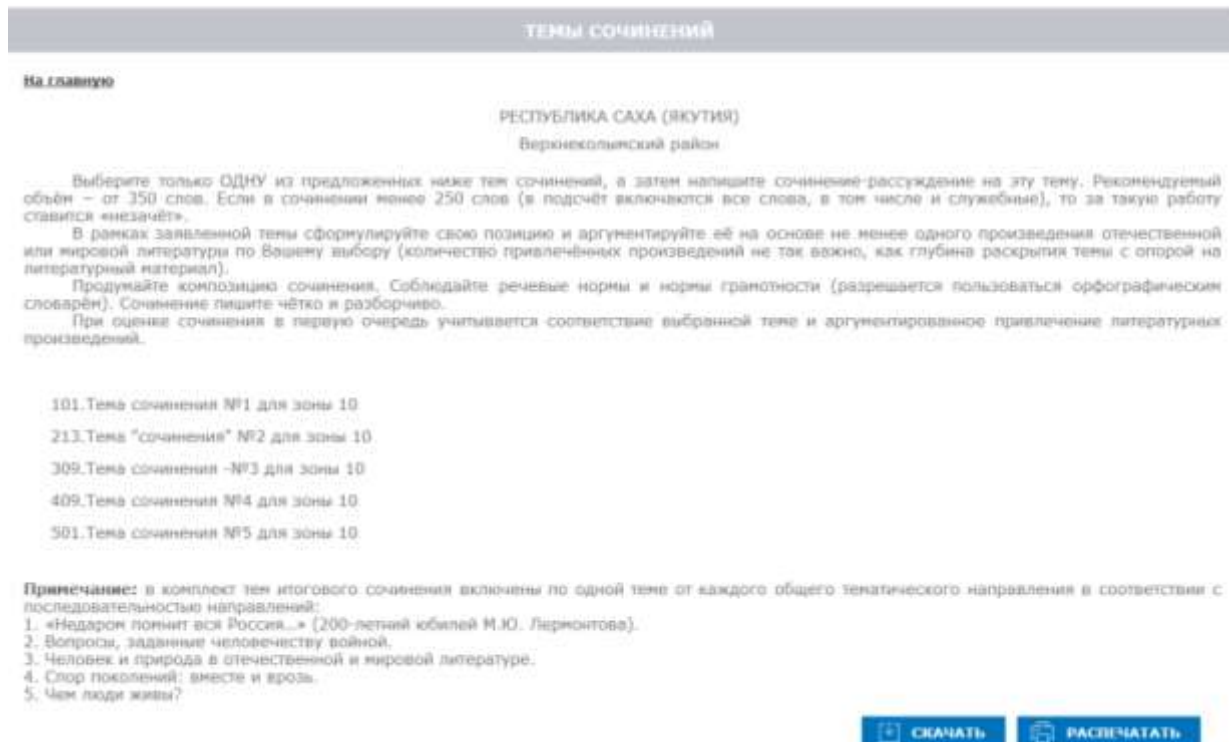 ТЕМЫ СОЧИНЕНИЙ
На главную
РЕСПУБЛИКА САХА (ЯКУТИЯ)
Верхнеколымский район
Выберите только ОДНУ из предложенных ниже тем сочинений, а затем напишите сочинение-рассуждение на эту тему. Рекомендуемый
объём – от 350 слов. Если в сочинении менее 250 слов (в подсчёт включаются все слова, в том числе и служебные), то за такую работу
ставится «незачёт».
В рамках заявленной темы сформулируйте свою позицию и аргументируйте её на основе не менее одного произведения отечественной
или мировой литературы по Вашему выбору (количество привлечённых произведений не так важно, как глубина раскрытия темы с опорой на
литературный материал).
Продумайте композицию сочинения. Соблюдайте речевые нормы и нормы грамотности (разрешается пользоваться орфографическим
словарём). Сочинение пишите чётко и разборчиво.
При оценке сочинения в первую очередь учитывается соответствие выбранной теме и аргументированное привлечение литературных
произведений.
101.Тема сочинения №1 для зоны 10
213.Тема "сочинения" №2 для зоны 10
309.Тема сочинения -№3 для зоны 10
409.Тема сочинения №4 для зоны 10
501.Тема сочинения №5 для зоны 10
Примечание: в комплект тем итогового сочинения включены по одной теме от каждого общего тематического направления в соответствии с
последовательностью направлений:
1. «Недаром помнит вся Россия…» (200-летний юбилей М.Ю. Лермонтова).
2. Вопросы, заданные человечеству войной.
3. Человек и природа в отечественной и мировой литературе.
4. Спор поколений: вместе и врозь.
5. Чем люди живы?
СКАЧАТЬ РАСПЕЧАТАТЬ